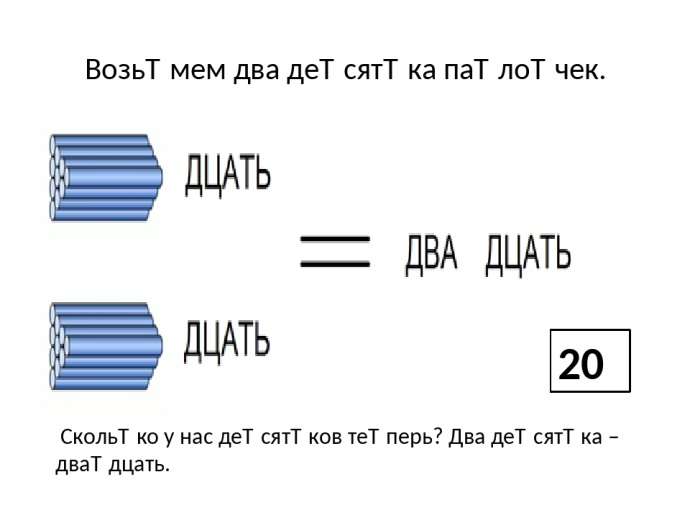 ВозьТ мем два деТ сятТ ка паТ лоТ чек.
ДЦАТЬ
ДВА ДЦАТЬ
ДЦАТЬ
20
СкольТ ко у нас деТ сятТ ков теТ перь? Два деТ сятТ ка –
дваТ дцать.